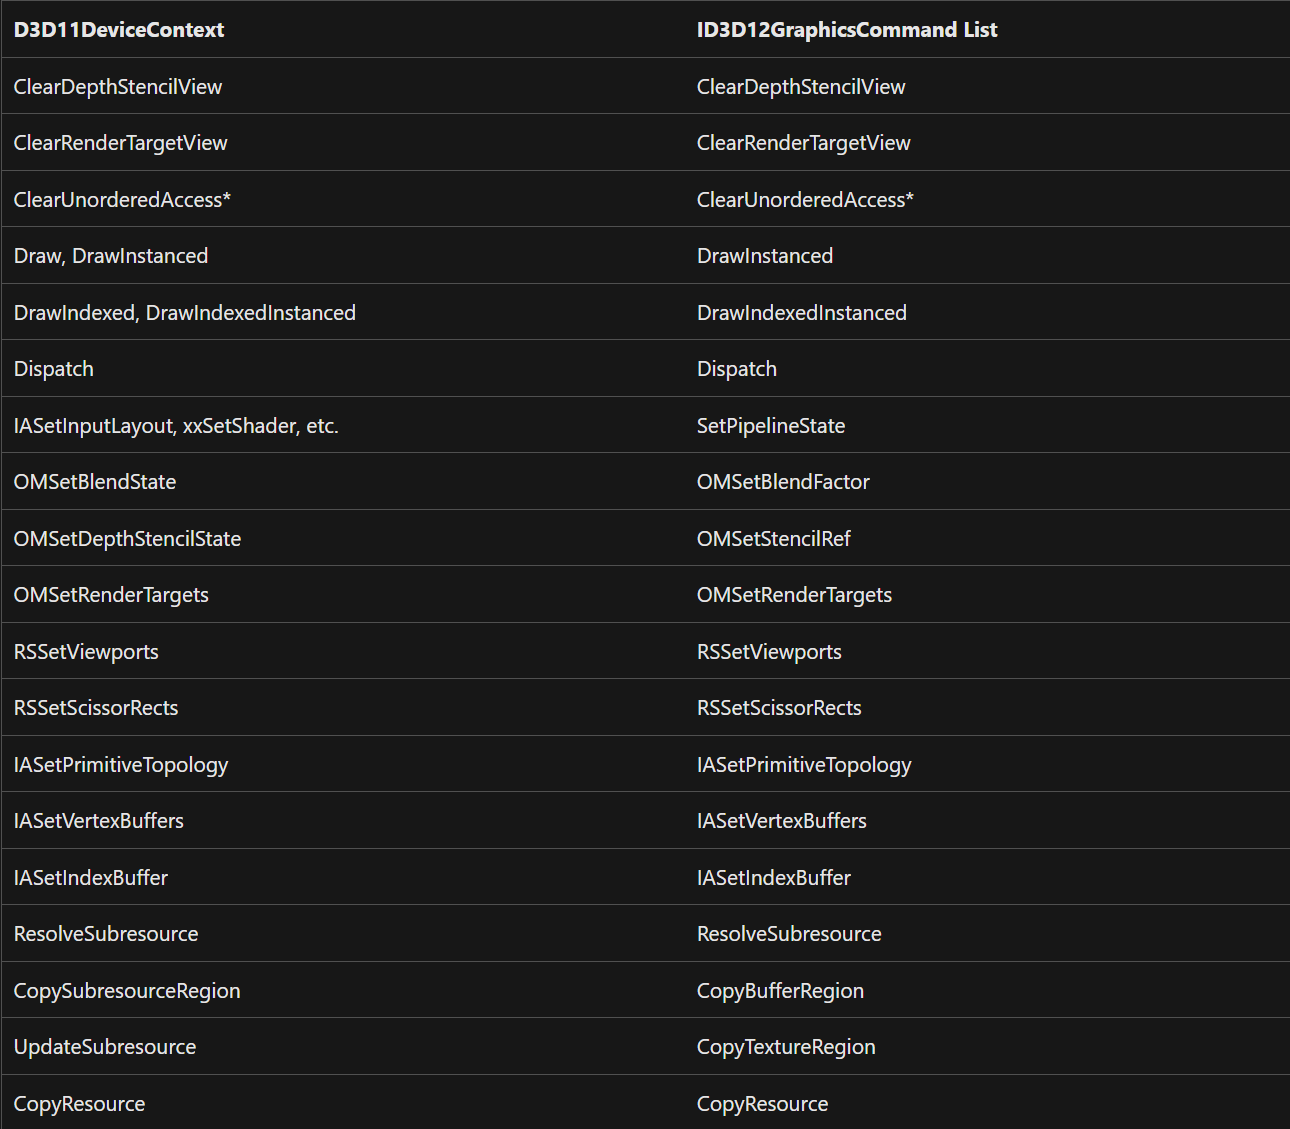 D3D11DeviceContext ID3D12GraphicsCommand List
ClearDepthStencilView ClearDepthStencilView
ClearRenderTargetView ClearRenderTargetView
ClearUnorderedAccess* ClearUnorderedAccess*
Draw, DrawInstanced DrawInstanced
DrawIndexed, DrawIndexedInstanced DrawIndexedInstanced
Dispatch Dispatch
IASetInputLayout, xxSetShader, etc. SetPipelineState
OMSetBlendState OMSetBlendFactor
OMSetDepthStencilState OMSetStencilRef
OMSetRenderTargets OMSetRenderTargets
RSSetViewports RSSetViewports
RSSetScissorRects RSSetScissorRects
IASetPrimitiveTopology IASetPrimitiveTopology
IASetVertexBuffers IASetVertexBuffers
IASetIndexBuffer IASetIndexBuffer
ResolveSubresource ResolveSubresource
CopySubresourceRegion CopyBufferRegion
UpdateSubresource CopyTextureRegion
CopyResource CopyResource